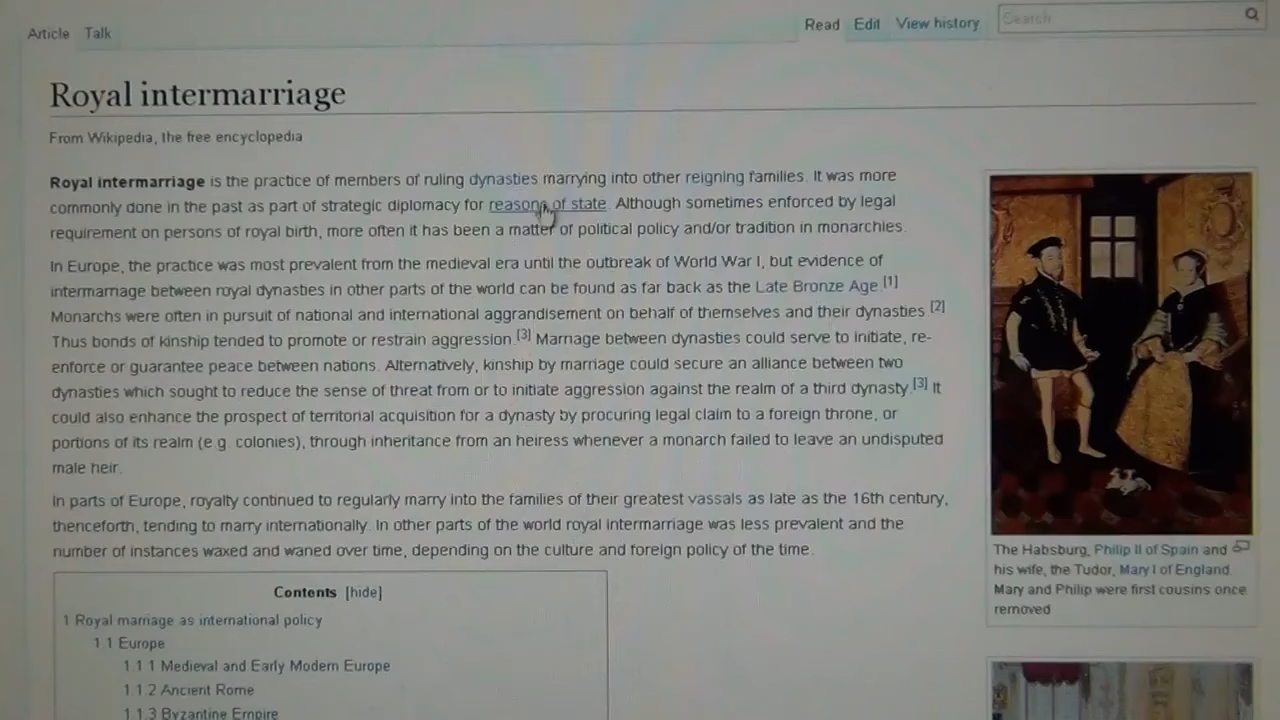 Article Talk Read Edit View history Search
Royal intermarriage
From Wikipedia, the free encyclopedia
Royal intermarriage is the practice of members of ruling dynasties marrying into other reigning families. It was more
commonly done in the past as part of strategic diplomacy for reasons of state. Although sometimes enforced by legal
requirement on persons of royal birth, more often it has been a matter of political policy and/or tradition in monarchies.
In Europe, the practice was most prevalent from the medieval era until the outbreak of World War I, but evidence of
intermarriage between royal dynasties in other parts of the world can be found as far back as the Late Bronze Age.[1]
Monarchs were often in pursuit of national and international aggrandisement on behalf of themselves and their dynasties.[2]
Thus bonds of kinship tended to promote or restrain aggression.[3] Marriage between dynasties could serve to initiate, re-
enforce or guarantee peace between nations. Alternatively, kinship by marriage could secure an alliance between two
dynasties which sought to reduce the sense of threat from or to initiate aggression against the realm of a third dynasty.[3] It
could also enhance the prospect of territorial acquisition for a dynasty by procuring legal claim to a foreign throne, or
portions of its realm (e.g. colonies), through inheritance from an heiress whenever a monarch failed to leave an undisputed
male heir.
In parts of Europe, royalty continued to regularly marry into the families of their greatest vassals as late as the 16th century,
thenceforth, tending to marry internationally. In other parts of the world royal intermarriage was less prevalent and the
number of instances waxed and waned over time, depending on the culture and foreign policy of the time.
The Habsburg, Philip II of Spain and
his wife, the Tudor, Mary I of England.
Mary and Philip were first cousins once
removed
Contents [hide]
1 Royal marriage as international policy
1.1 Europe
1.1.1 Medieval and Early Modern Europe
1.1.2 Ancient Rome
1.1.3 Byzantine Empire